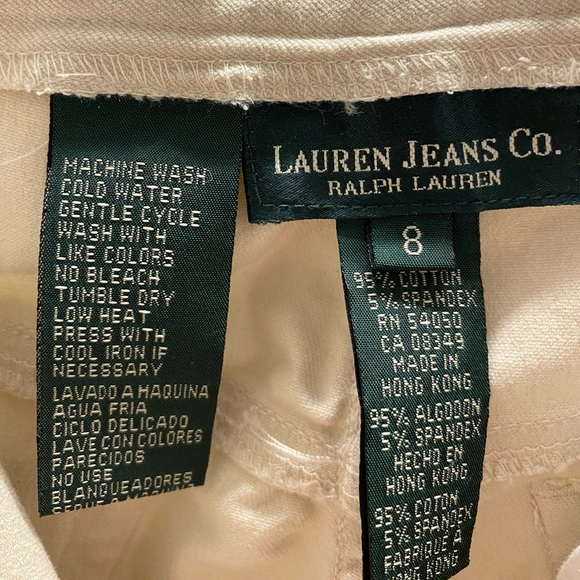 MACHINE WASH
COLD WATER
GENTLE CYCLE
WASH WITH
LIKE COLORS
NO BLEACH
TUMBLE DRY
LOW HEAT
PRESS WITH
COOL IRON IF
NECESSARY
LAVADO A MAQUINA
AGUA FRIA
CICLO DELICADO
LAVE CON COLORES
PARECIDOS
NO USE
BLANQUEADORES
LAUREN JEANS CO.
RALPH LAUREN
8
95% COTTON
5% SPANDEX
RN 54050
CA 08349
MADE IN
HONG KONG
95% ALGODON
5% SPANDEX
HECHO EN
HONG KONG
95% COTON
5% SPANDEX
FABRIQUE A
HONG KONG